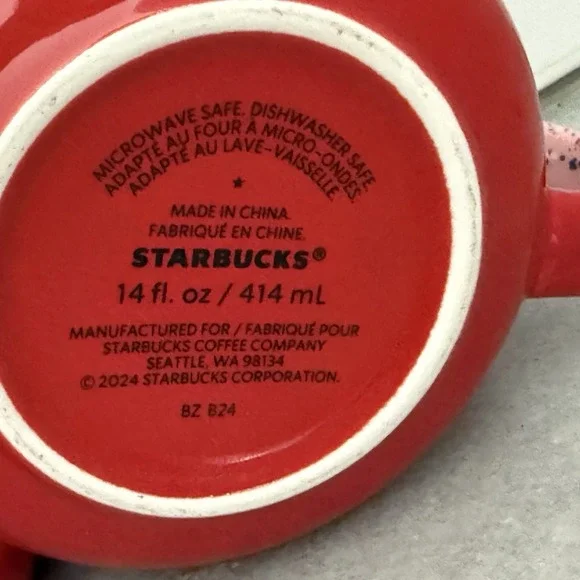 MICROWAVE SAFE. DISHWASHER SAFE.
ADAPTÉ AU FOUR À MICRO-ONDES.
ADAPTÉ AU LAVE-VAISSELLE.
MADE IN CHINA.
FABRIQUÉ EN CHINE.
STARBUCKS®
14 fl. oz / 414 mL
MANUFACTURED FOR / FABRIQUÉ POUR
STARBUCKS COFFEE COMPANY
SEATTLE, WA 98134
© 2024 STARBUCKS CORPORATION.
BZ B24